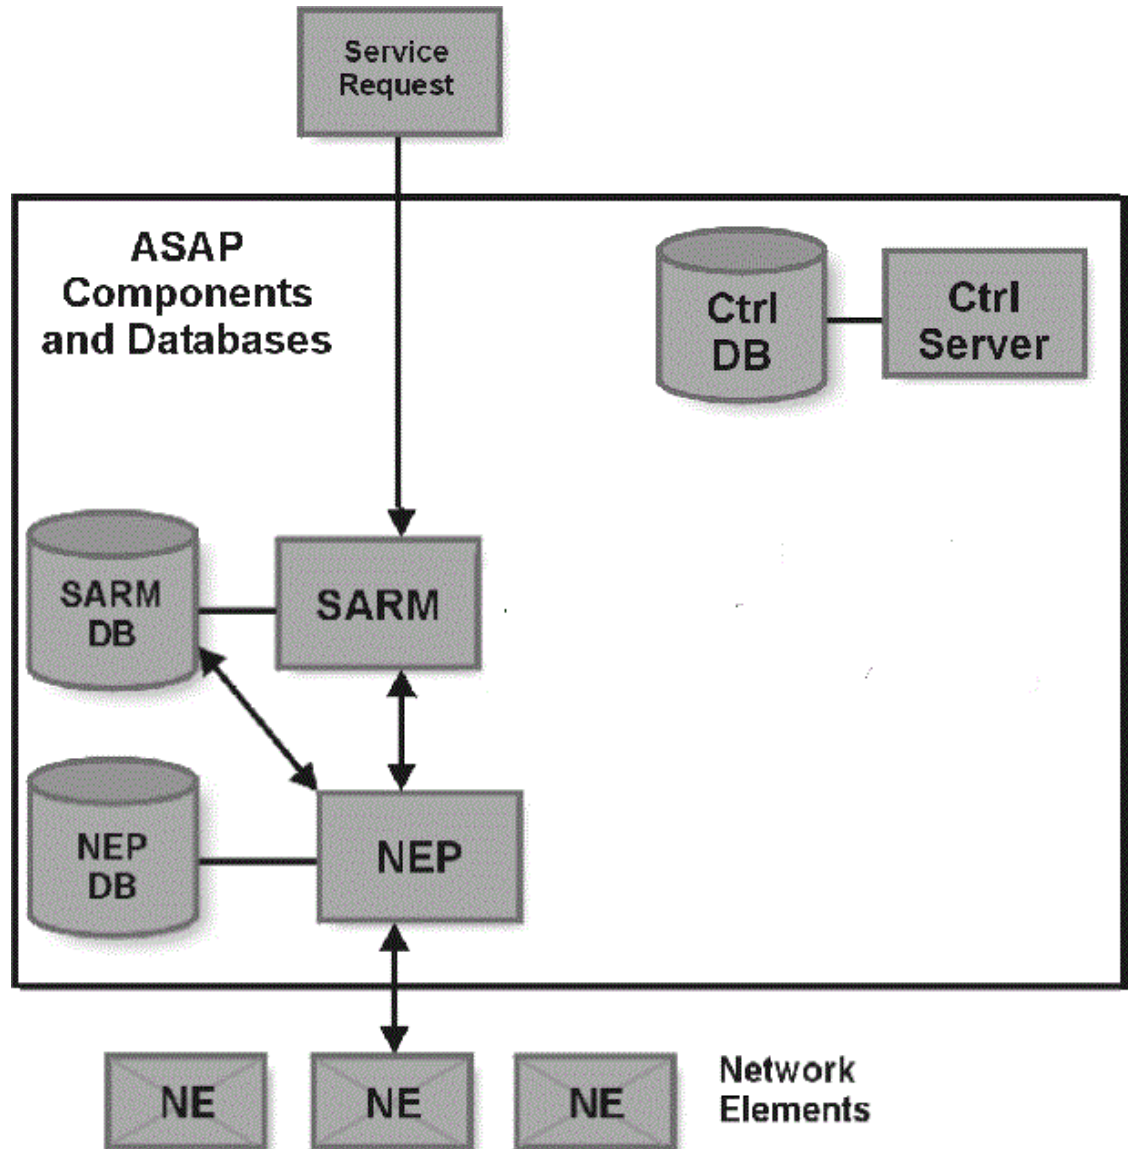 Service
Request
ASAP
Components
and Databases
Ctrl
DB
Ctrl
Server
SARM
DB
SARM
NEP
DB
NEP
NE
NE
NE
Network
Elements